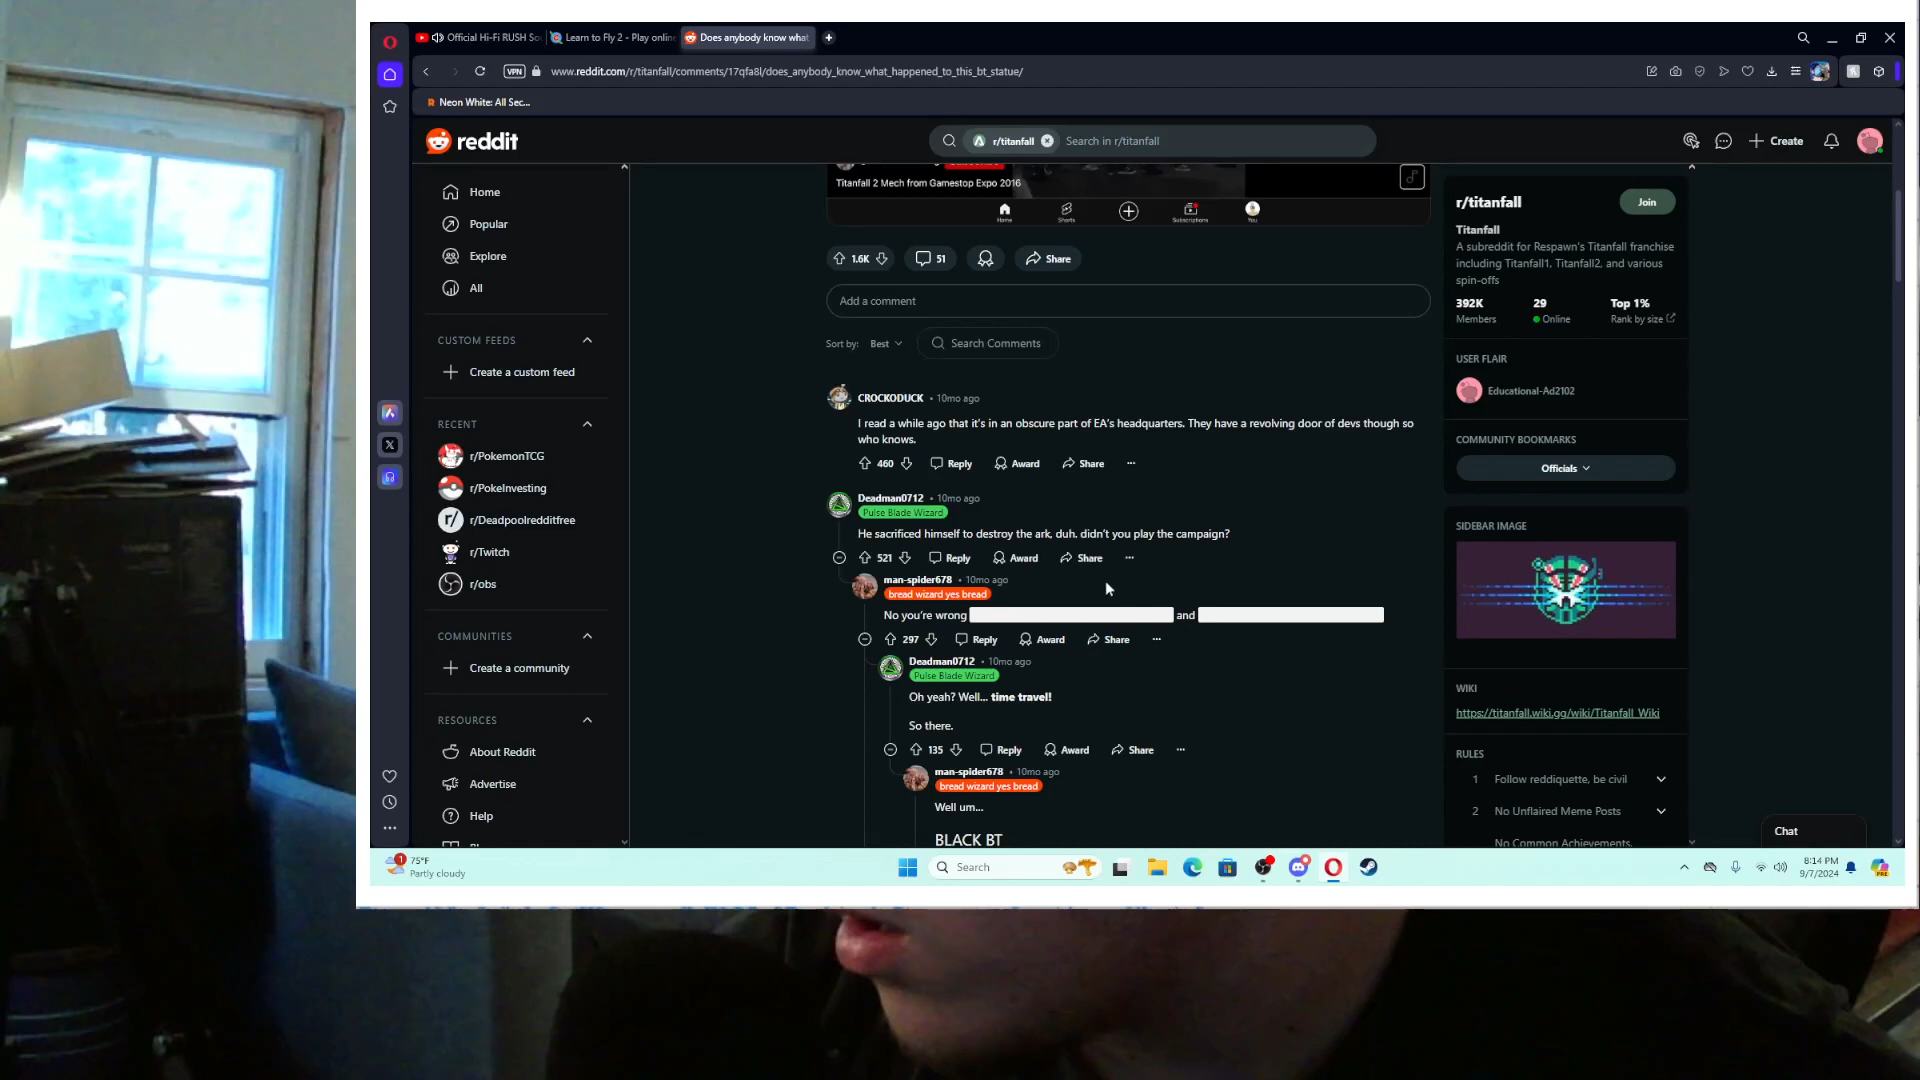 Official Hi-Fi RUSH So
Learn to Fly 2 - Play online
Does anybody know what
VPN
www.reddit.com/r/titanfall/comments/17qfa8l/does_anybody_know_what_happened_to_this_bt_statue/
Neon White: All Sec...
reddit
r/titanfall
Search in r/titanfall
Create
Home
Popular
Explore
All
CUSTOM FEEDS
Create a custom feed
RECENT
r/PokemonTCG
r/PokeInvesting
r/Deadpoolredditfree
r/Twitch
r/obs
COMMUNITIES
Create a community
RESOURCES
About Reddit
Advertise
Help
Titanfall 2 Mech from Gamestop Expo 2016
Home
Shorts
Subscriptions
You
1.6K
51
Share
Add a comment
Sort by:
Best
Search Comments
CROCKODUCK • 10mo ago
I read a while ago that it's in an obscure part of EA's headquarters. They have a revolving door of devs though so
who knows.
460
Reply
Award
Share
Deadman0712 • 10mo ago
Pulse Blade Wizard
He sacrificed himself to destroy the ark, duh. didn't you play the campaign?
521
Reply
Award
Share
man-spider678 • 10mo ago
bread wizard yes bread
No you're wrong
and
297
Reply
Award
Share
Deadman0712 • 10mo ago
Pulse Blade Wizard
Oh yeah? Well... time travel!
So there.
135
Reply
Award
Share
man-spider678 • 10mo ago
bread wizard yes bread
Well um...
BLACK BT
r/titanfall
Join
Titanfall
A subreddit for Respawn's Titanfall franchise
including Titanfall1, Titanfall2, and various
spin-offs
392K
29
Top 1%
Members
Online
Rank by size
USER FLAIR
Educational-Ad2102
COMMUNITY BOOKMARKS
Officials
SIDEBAR IMAGE
WIKI
https://titanfall.wiki.gg/wiki/Titanfall_Wiki
RULES
1 Follow reddiquette, be civil
2 No Unflaired Meme Posts
No Common Achievements,
Chat
1
75°F
Partly cloudy
Search
8:14 PM
9/7/2024
PRE